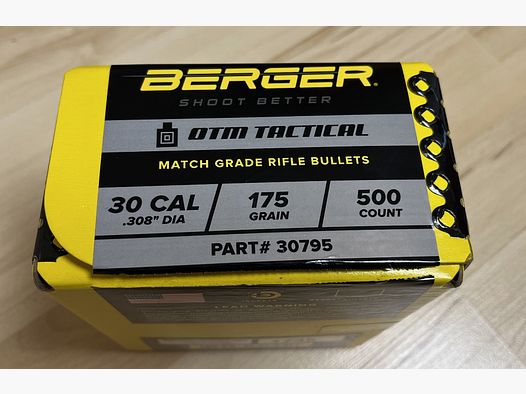 BERGER®
SHOOT BETTER
OTM TACTICAL
MATCH GRADE RIFLE BULLETS
30 CAL
.308" DIA
175
GRAIN
500
COUNT
PART# 30795
LEAD WARNING